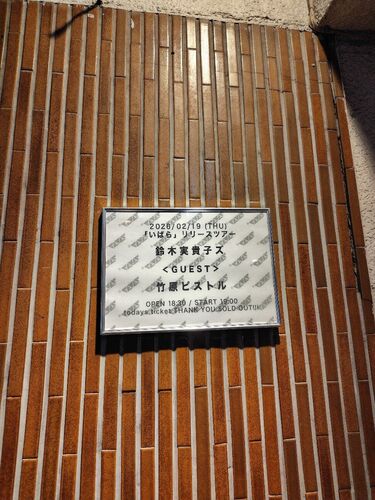 2026/02/19 (THU)
「いばら」リリースツアー
鈴木実貴子ズ
<GUEST>
竹原ピストル
OPEN 18:30 / START 19:00
todays ticket THANK YOU SOLD OUT!!!